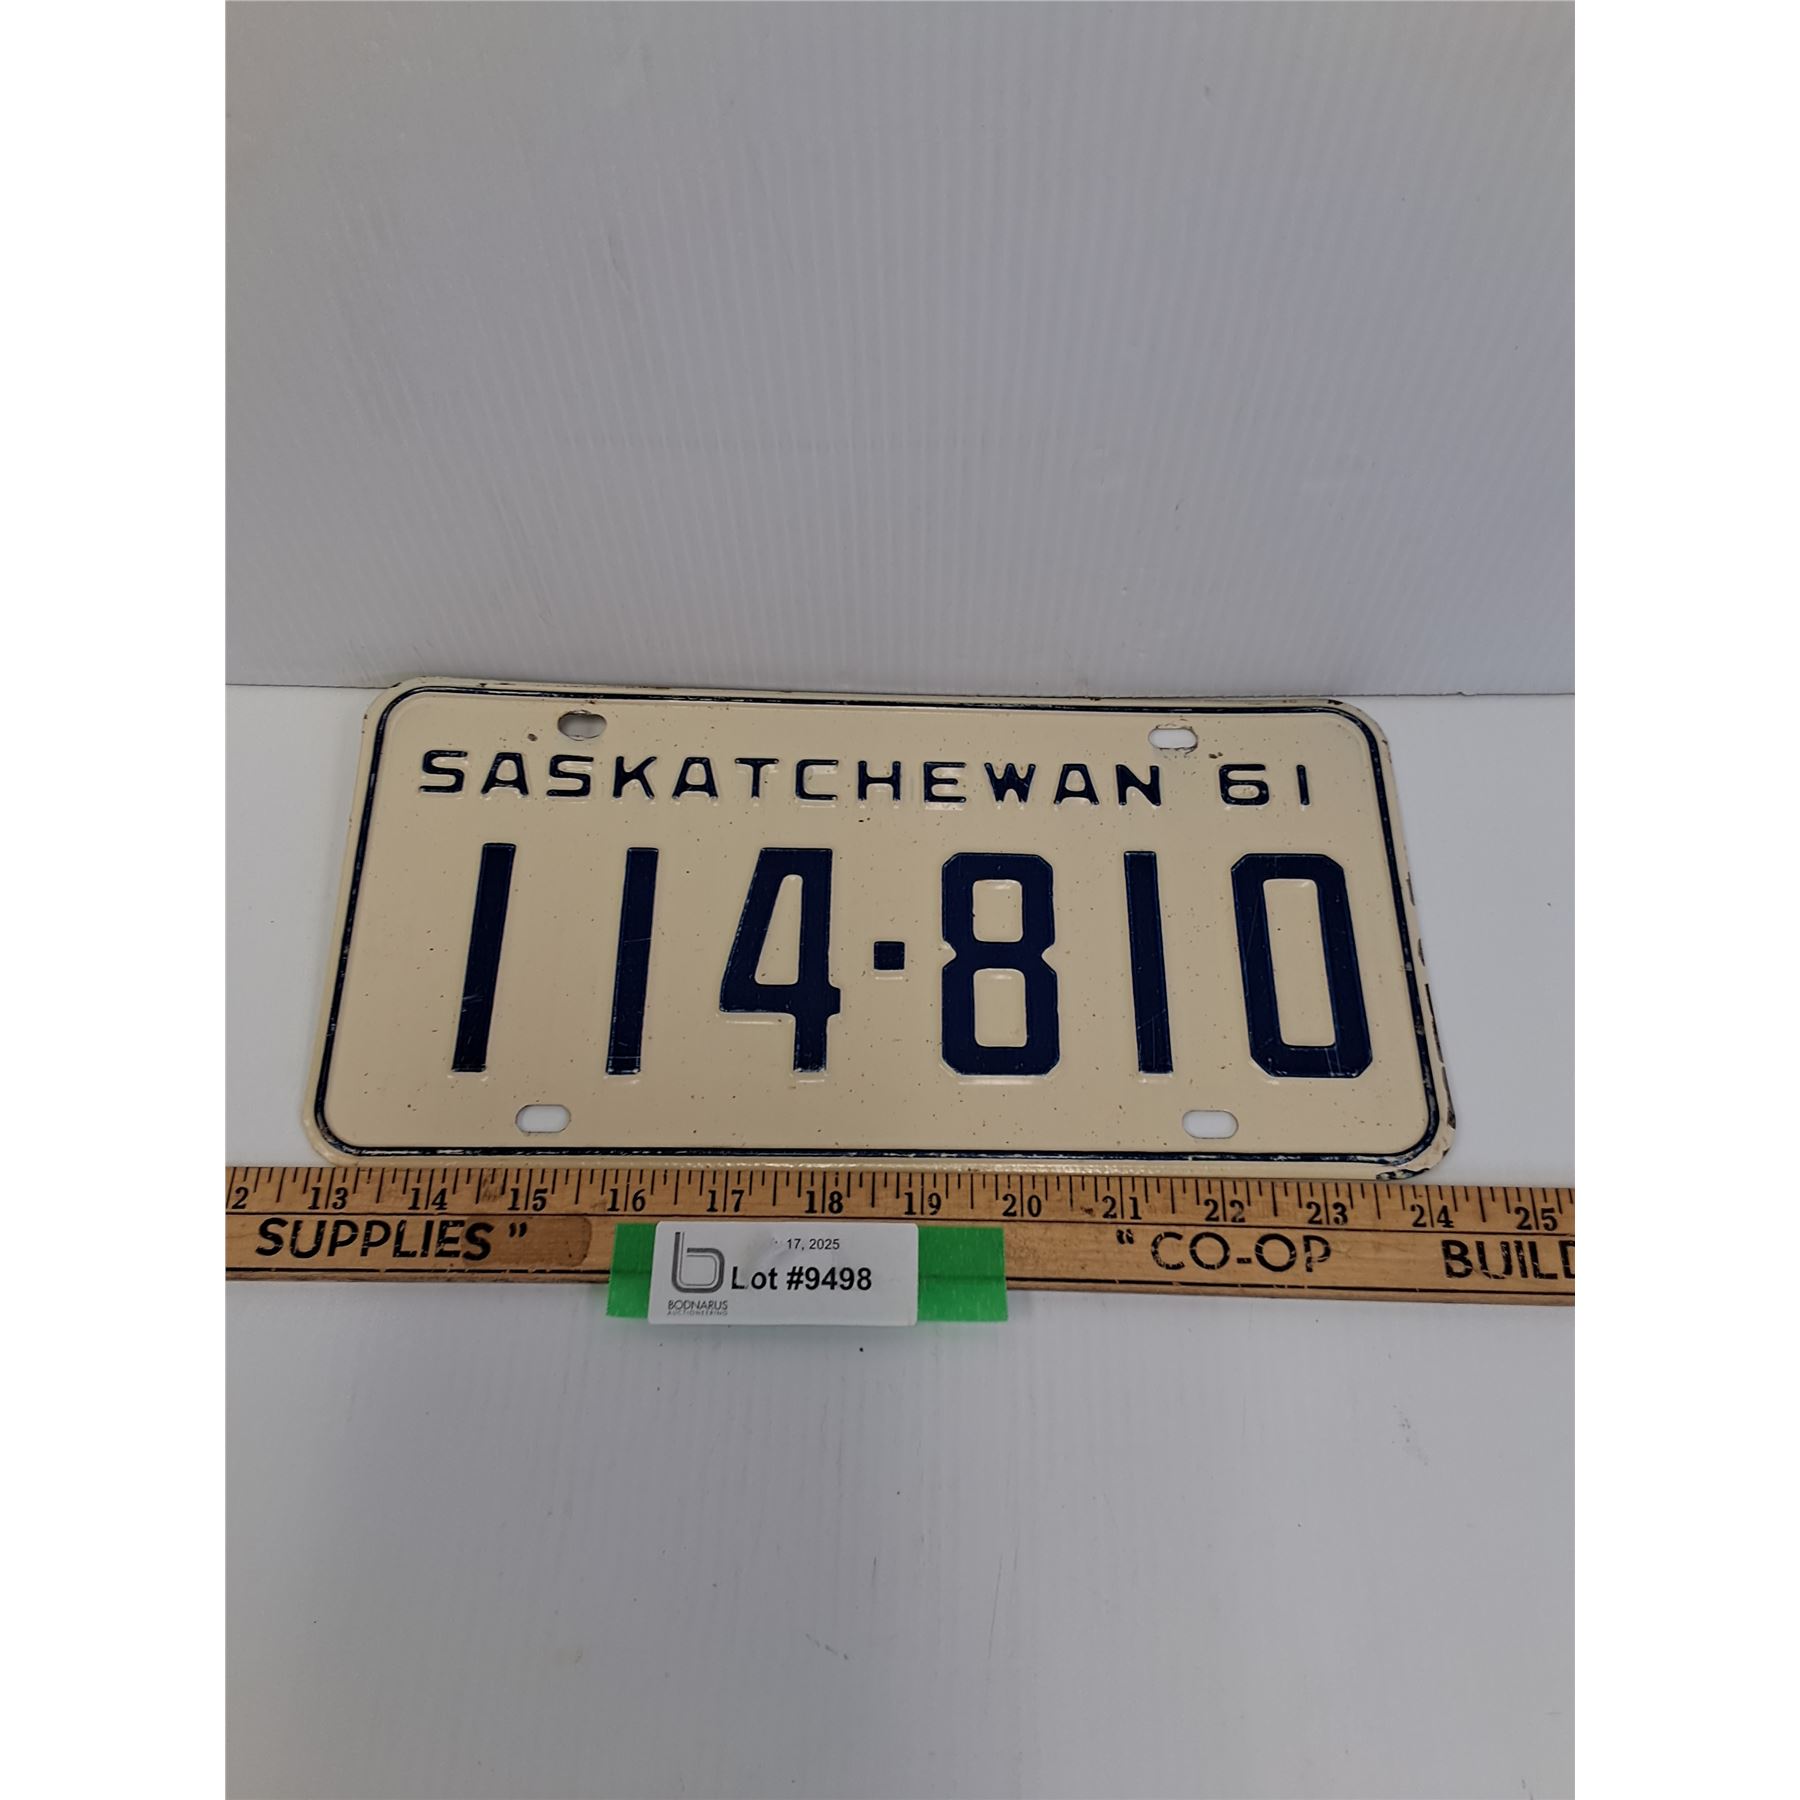 SASKATCHEWAN 61
114-810
2 13 14 15 16 17 18 19 20 21 22 23 24 25
SUPPLIES" "CO-OP BUILD
17, 2025
Lot #9498
b
BODNARUS
AUCTIONEERING